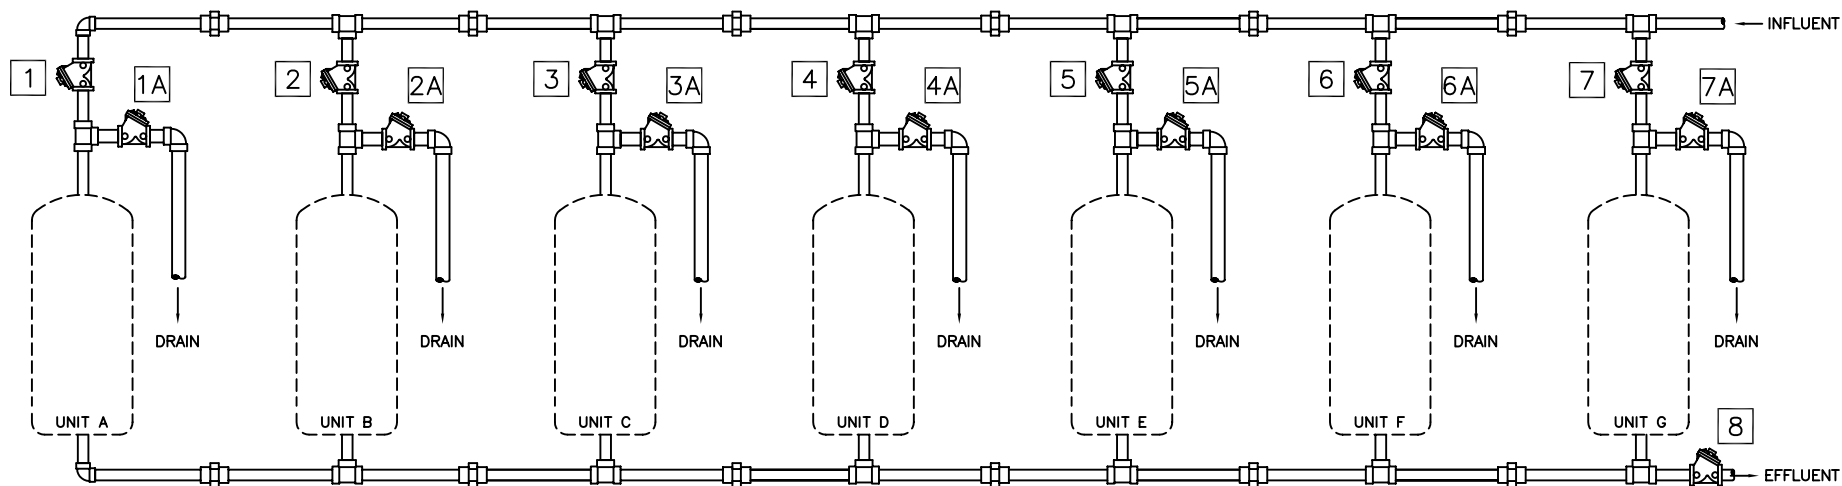 INFLUENT
1
1A
2
2A
3
3A
4
4A
5
5A
6
6A
7
7A
DRAIN
DRAIN
DRAIN
DRAIN
DRAIN
DRAIN
DRAIN
UNIT A
UNIT B
UNIT C
UNIT D
UNIT E
UNIT F
UNIT G
8
EFFLUENT